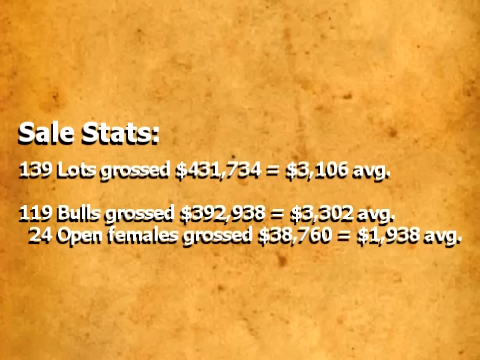 Sale Stats:
139 Lots grossed $431,734 = $3,106 avg.
119 Bulls grossed $392,938 = $3,302 avg.
24 Open females grossed $38,760 = $1,938 avg.